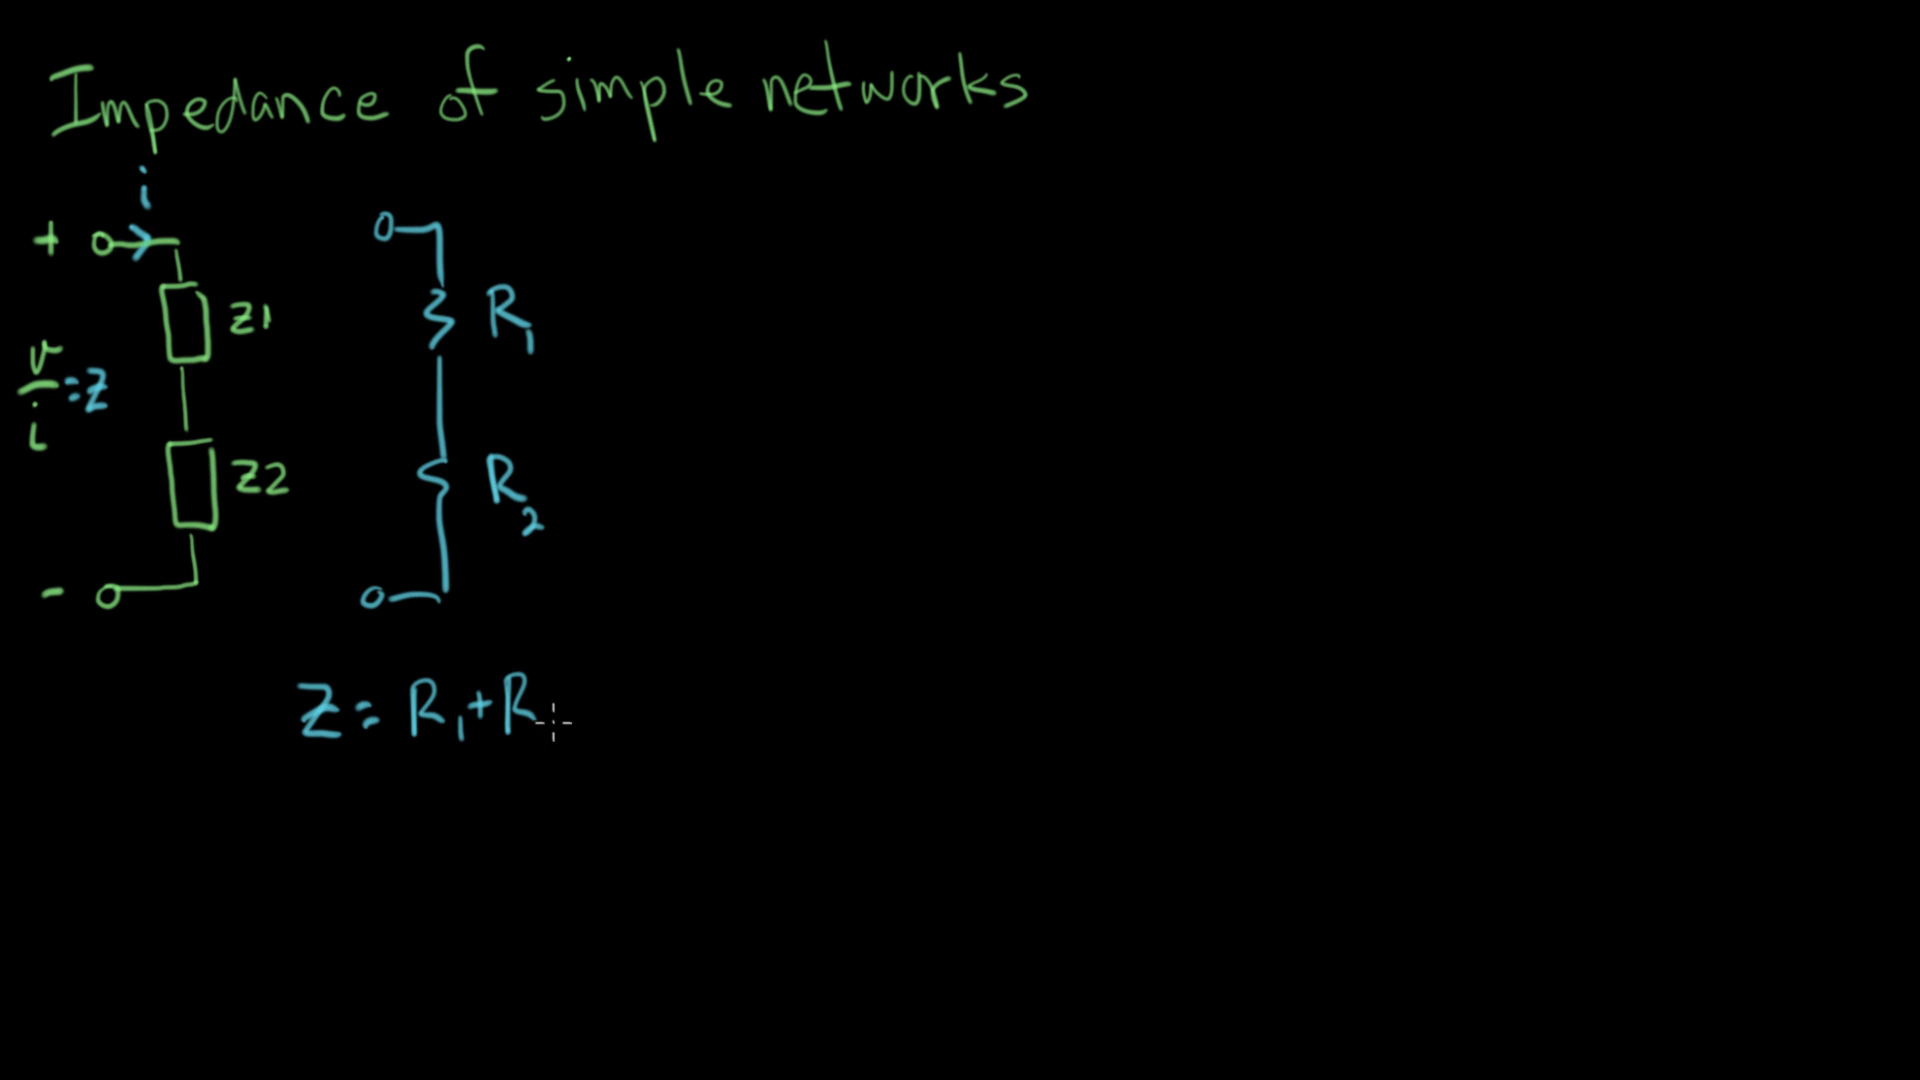 Impedance of simple networks
i
+
z1
v/i = z
z2
-
R1
R2
Z = R1 + R